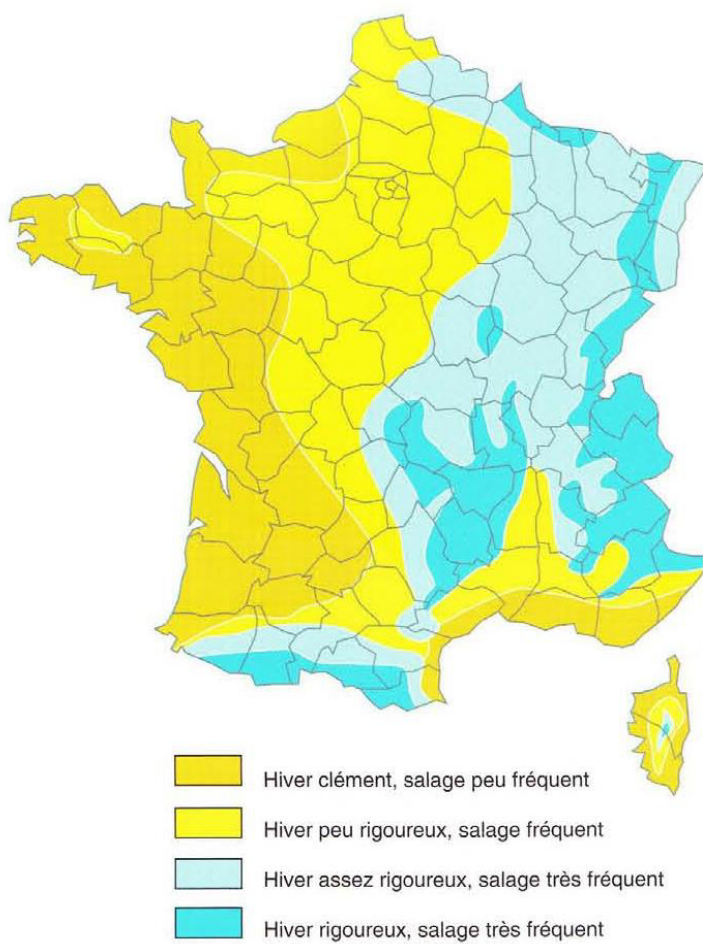 Hiver clément, salage peu fréquent
Hiver peu rigoureux, salage fréquent
Hiver assez rigoureux, salage très fréquent
Hiver rigoureux, salage très fréquent